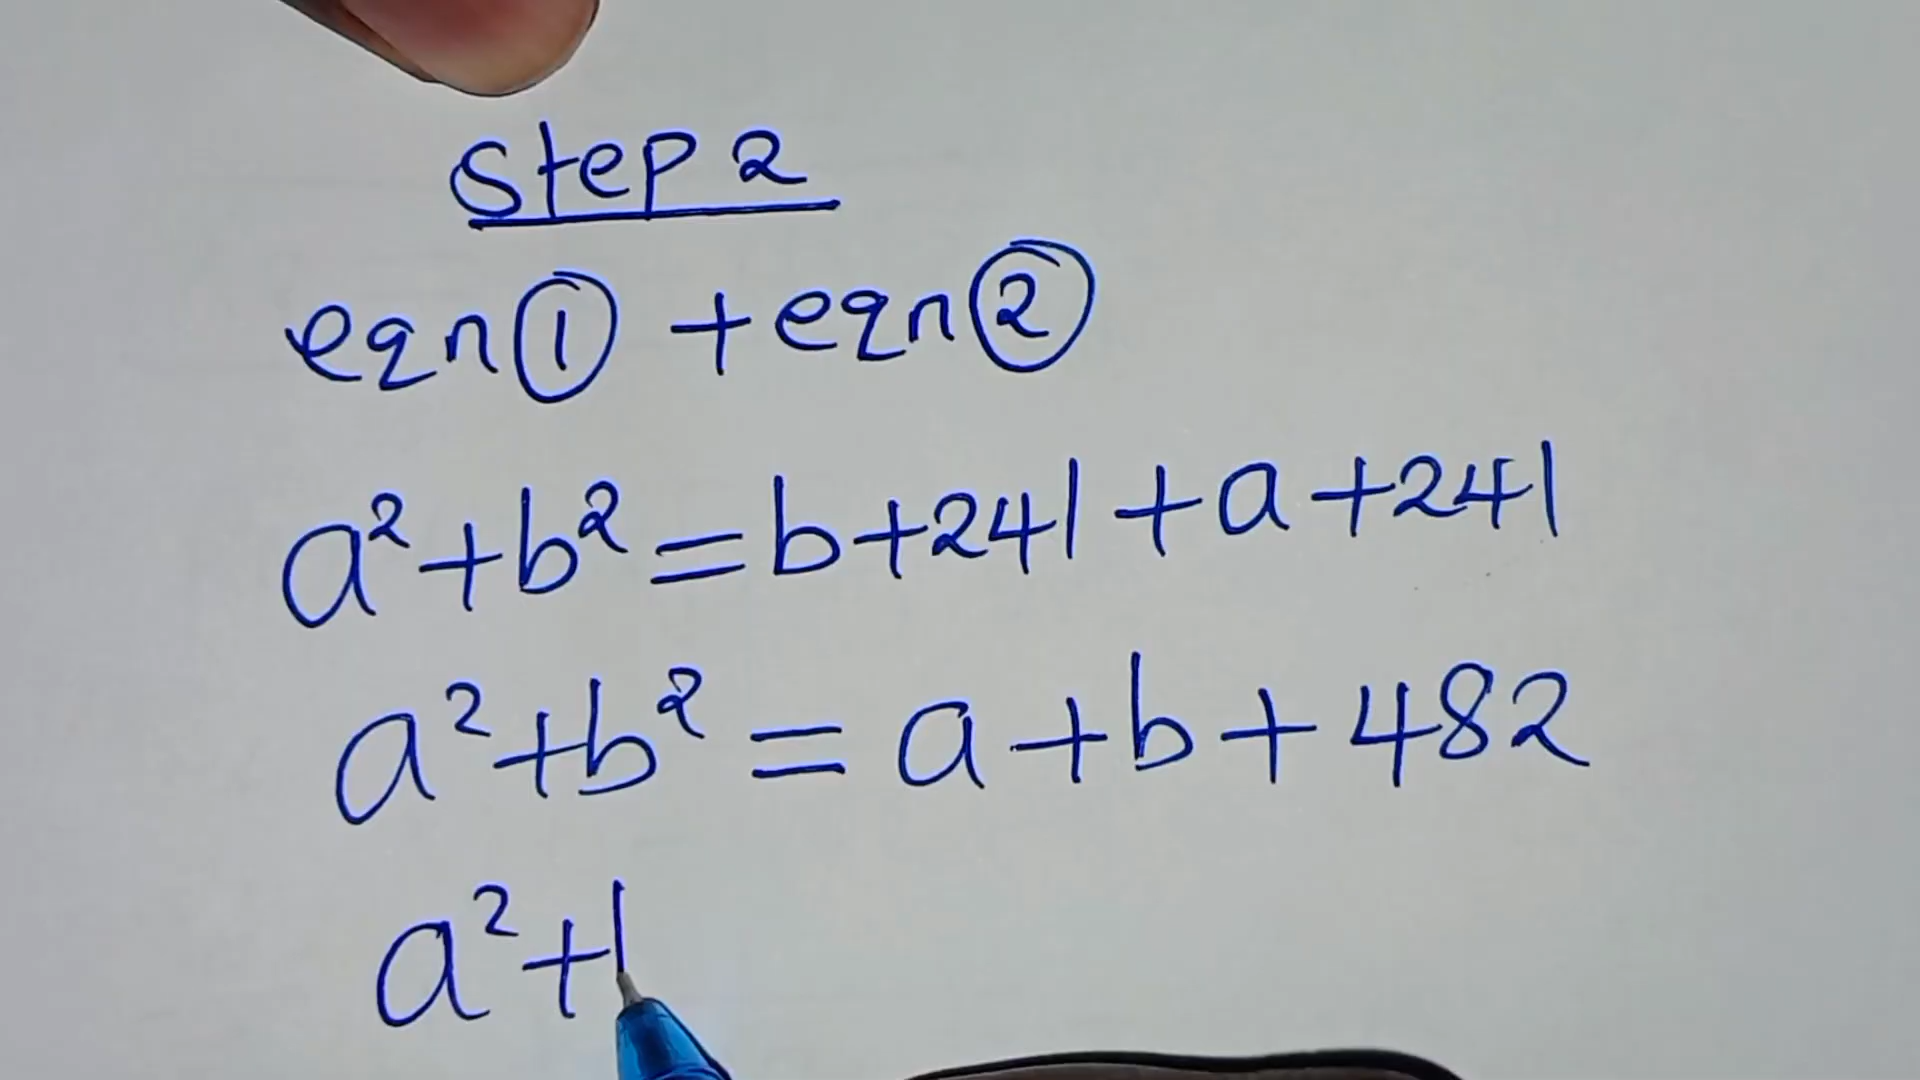 Step 2
eqn① + eqn②
a² + b² = b + 241 + a + 241
a² + b² = a + b + 482
a² +